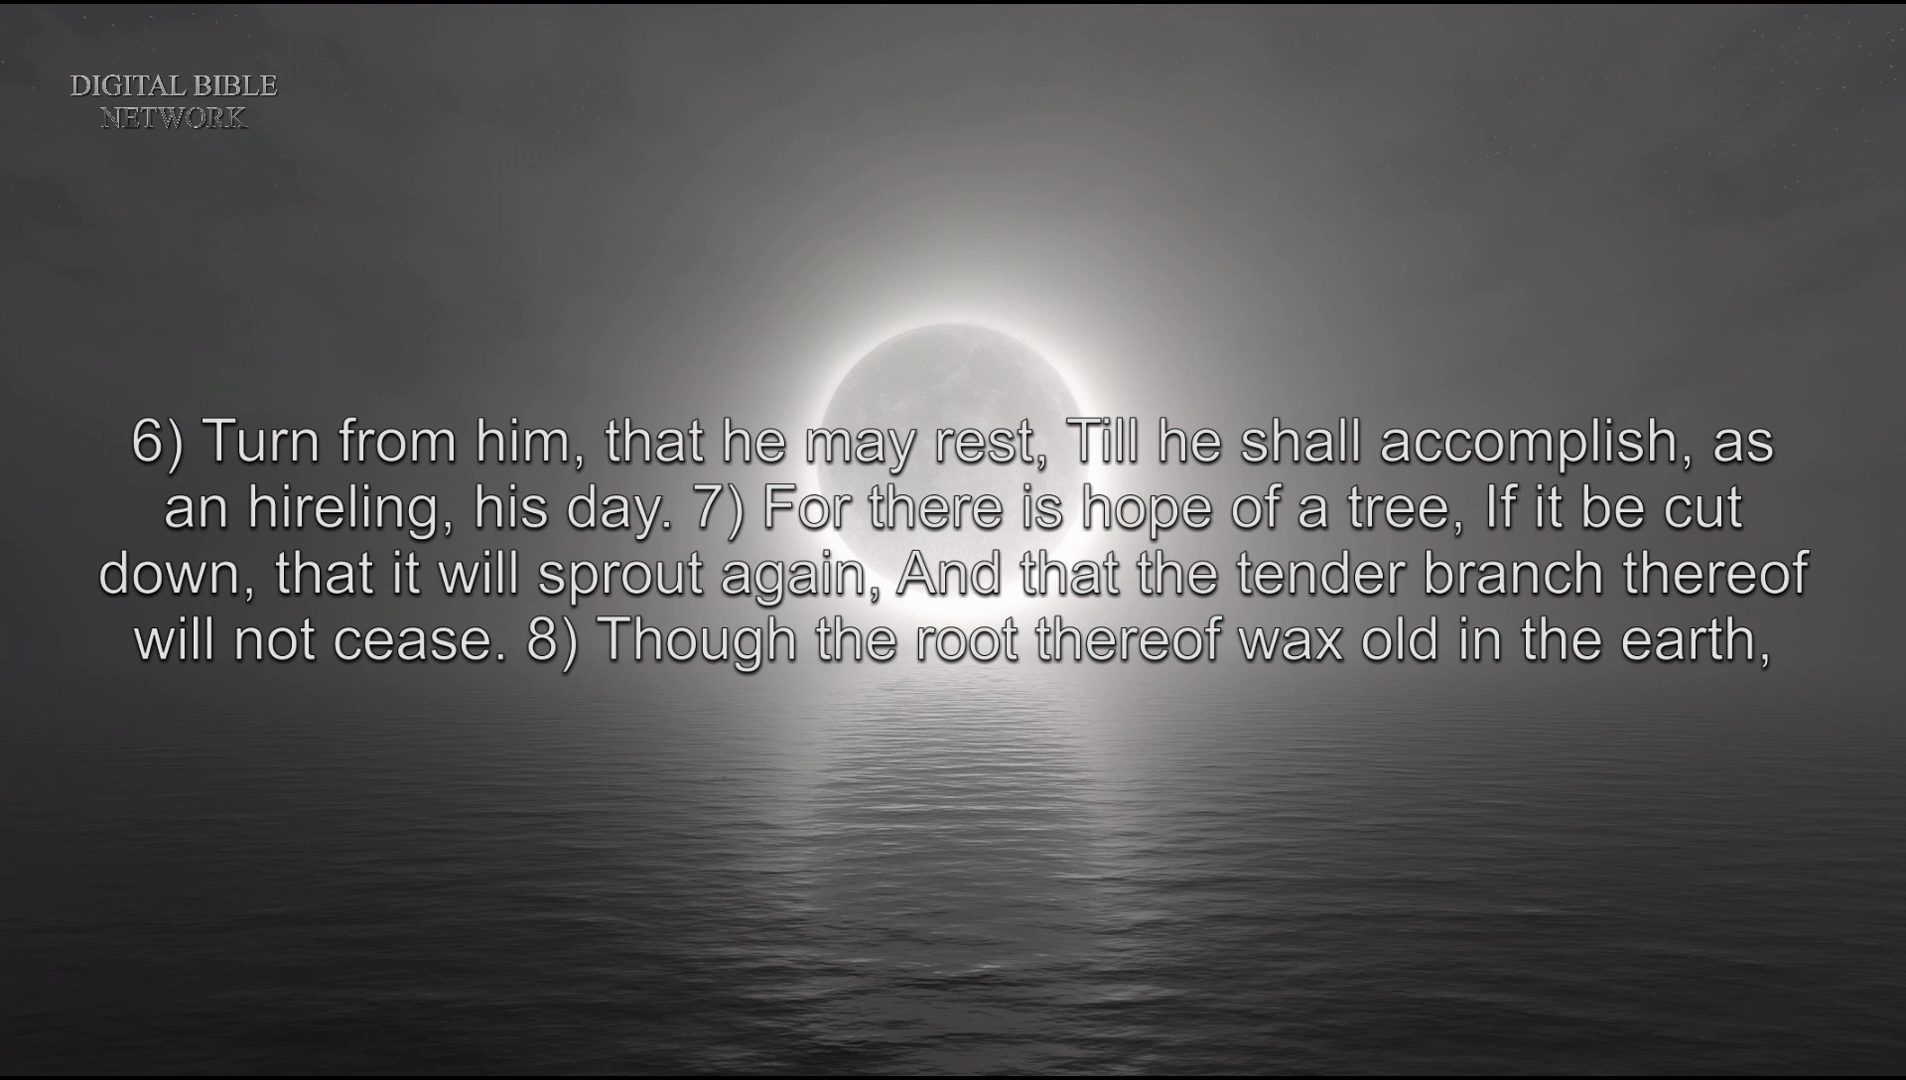 DIGITAL BIBLE
NETWORK
6) Turn from him, that he may rest, Till he shall accomplish, as
an hireling, his day. 7) For there is hope of a tree, If it be cut
down, that it will sprout again, And that the tender branch thereof
will not cease. 8) Though the root thereof wax old in the earth,